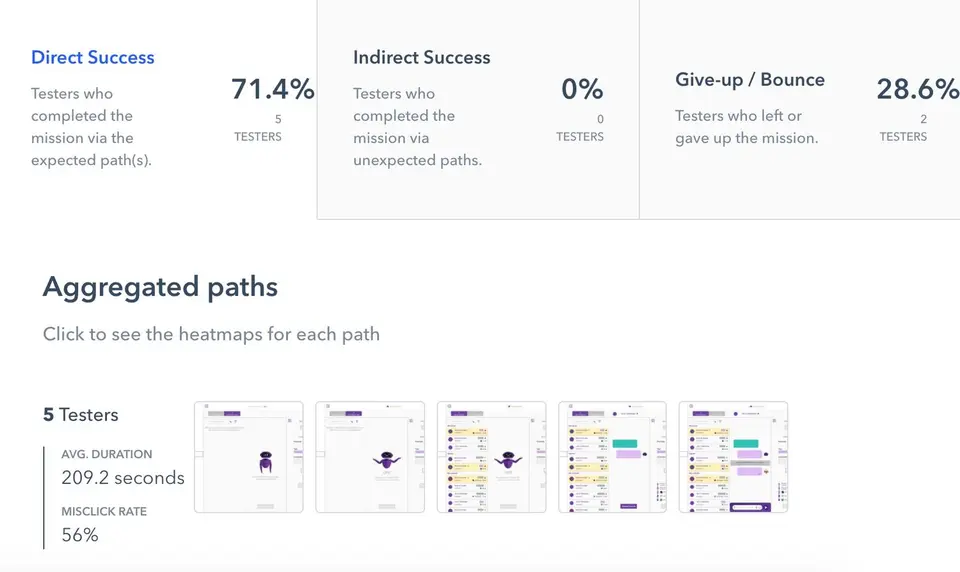 Direct Success
Testers who
completed the
mission via the
expected path(s).
71.4%
5
TESTERS
Indirect Success
Testers who
completed the
mission via
unexpected paths.
0%
0
TESTERS
Give-up / Bounce
Testers who left or
gave up the mission.
28.6%
2
TESTERS
Aggregated paths
Click to see the heatmaps for each path
5 Testers
AVG. DURATION
209.2 seconds
MISCLICK RATE
56%